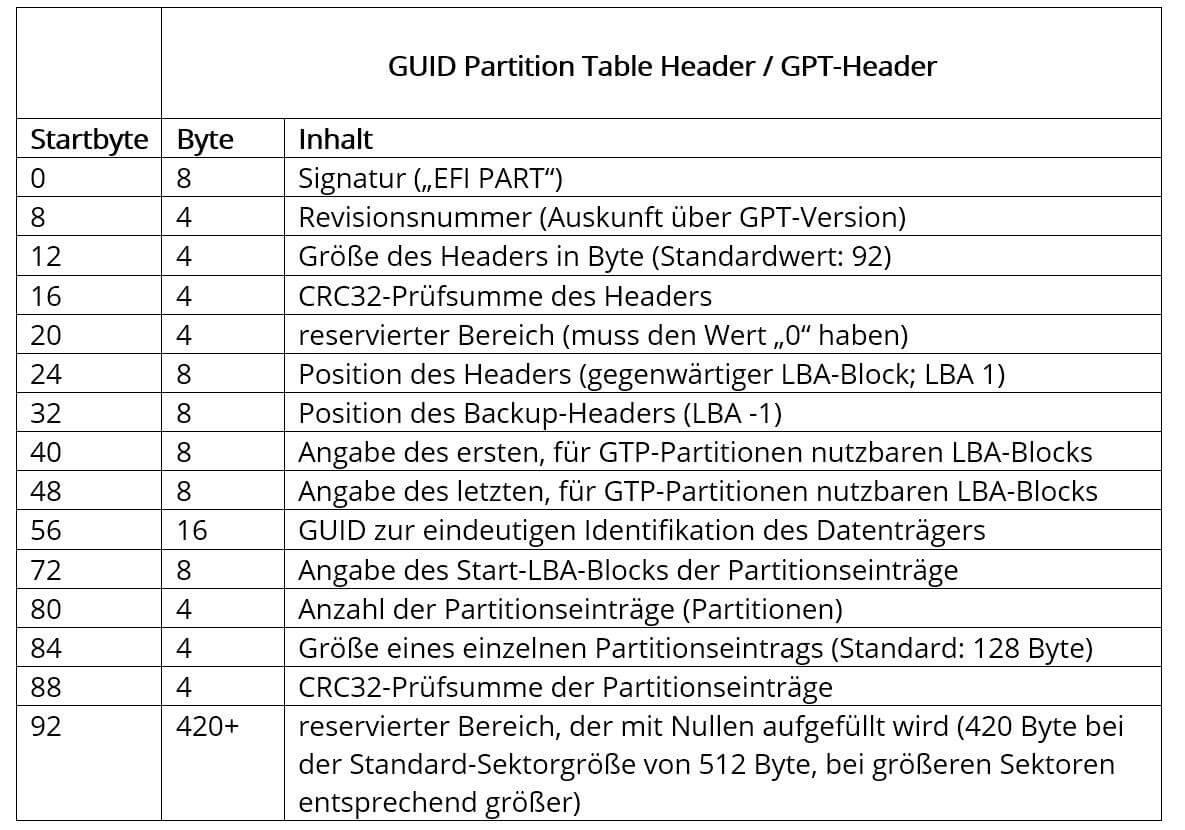 GUID Partition Table Header / GPT-Header
Startbyte Byte Inhalt
0 8 Signatur („EFI PART“)
8 4 Revisionsnummer (Auskunft über GPT-Version)
12 4 Größe des Headers in Byte (Standardwert: 92)
16 4 CRC32-Prüfsumme des Headers
20 4 reservierter Bereich (muss den Wert „0“ haben)
24 8 Position des Headers (gegenwärtiger LBA-Block; LBA 1)
32 8 Position des Backup-Headers (LBA -1)
40 8 Angabe des ersten, für GTP-Partitionen nutzbaren LBA-Blocks
48 8 Angabe des letzten, für GTP-Partitionen nutzbaren LBA-Blocks
56 16 GUID zur eindeutigen Identifikation des Datenträgers
72 8 Angabe des Start-LBA-Blocks der Partitionseinträge
80 4 Anzahl der Partitionseinträge (Partitionen)
84 4 Größe eines einzelnen Partitionseintrags (Standard: 128 Byte)
88 4 CRC32-Prüfsumme der Partitionseinträge
92 420+ reservierter Bereich, der mit Nullen aufgefüllt wird (420 Byte bei
der Standard-Sektorgröße von 512 Byte, bei größeren Sektoren
entsprechend größer)